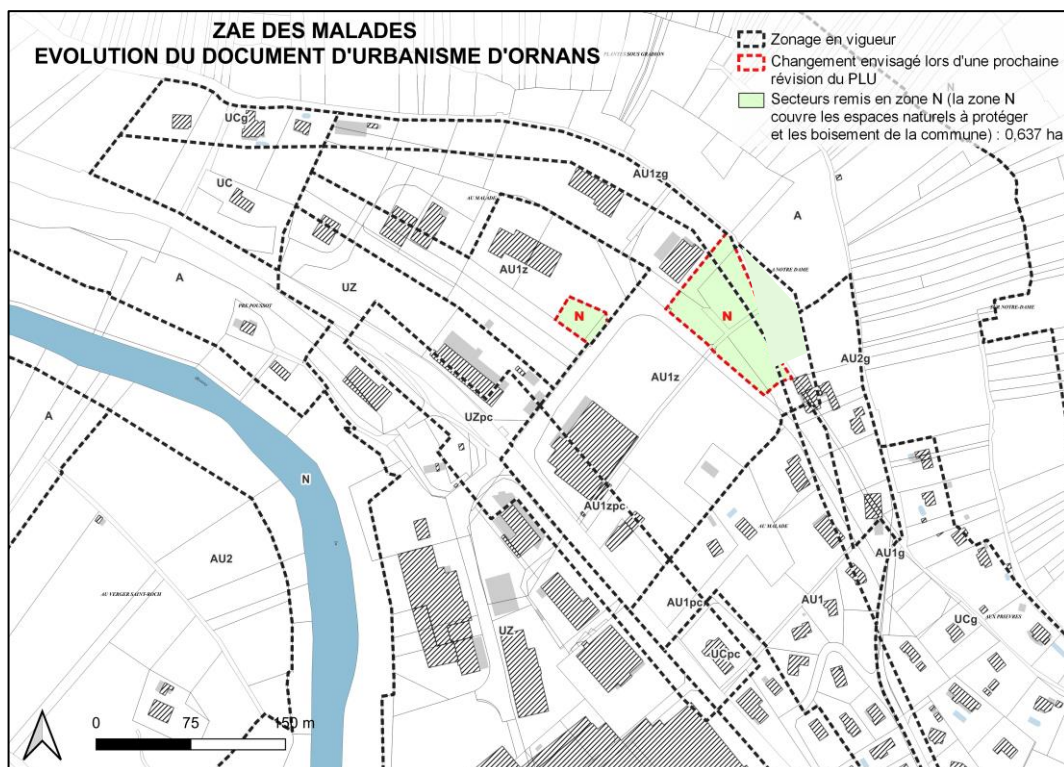 ZAE DES MALADES
EVOLUTION DU DOCUMENT D'URBANISME D'ORNANS
Zonage en vigueur
Changement envisagé lors d'une prochaine
révision du PLU
Secteurs remis en zone N (la zone N
couvre les espaces naturels à protéger
et les boisement de la commune) : 0,637 ha
N
UCg
UC
AU1zg
AU MALADE
A
A NOTRE DAME
AU1z
A
UZ
PRE POUSSOT
N
N
SUR NOTRE-DAME
AU2g
AU1z
A
UZpc
N
AU1zpc
AU MALADE
AU2
AU1g
AU VERGER SAINT-ROCH
AU1pc
AU1
AUX PRIEVRES
UCg
UZ
UCpc
0 75 150 m